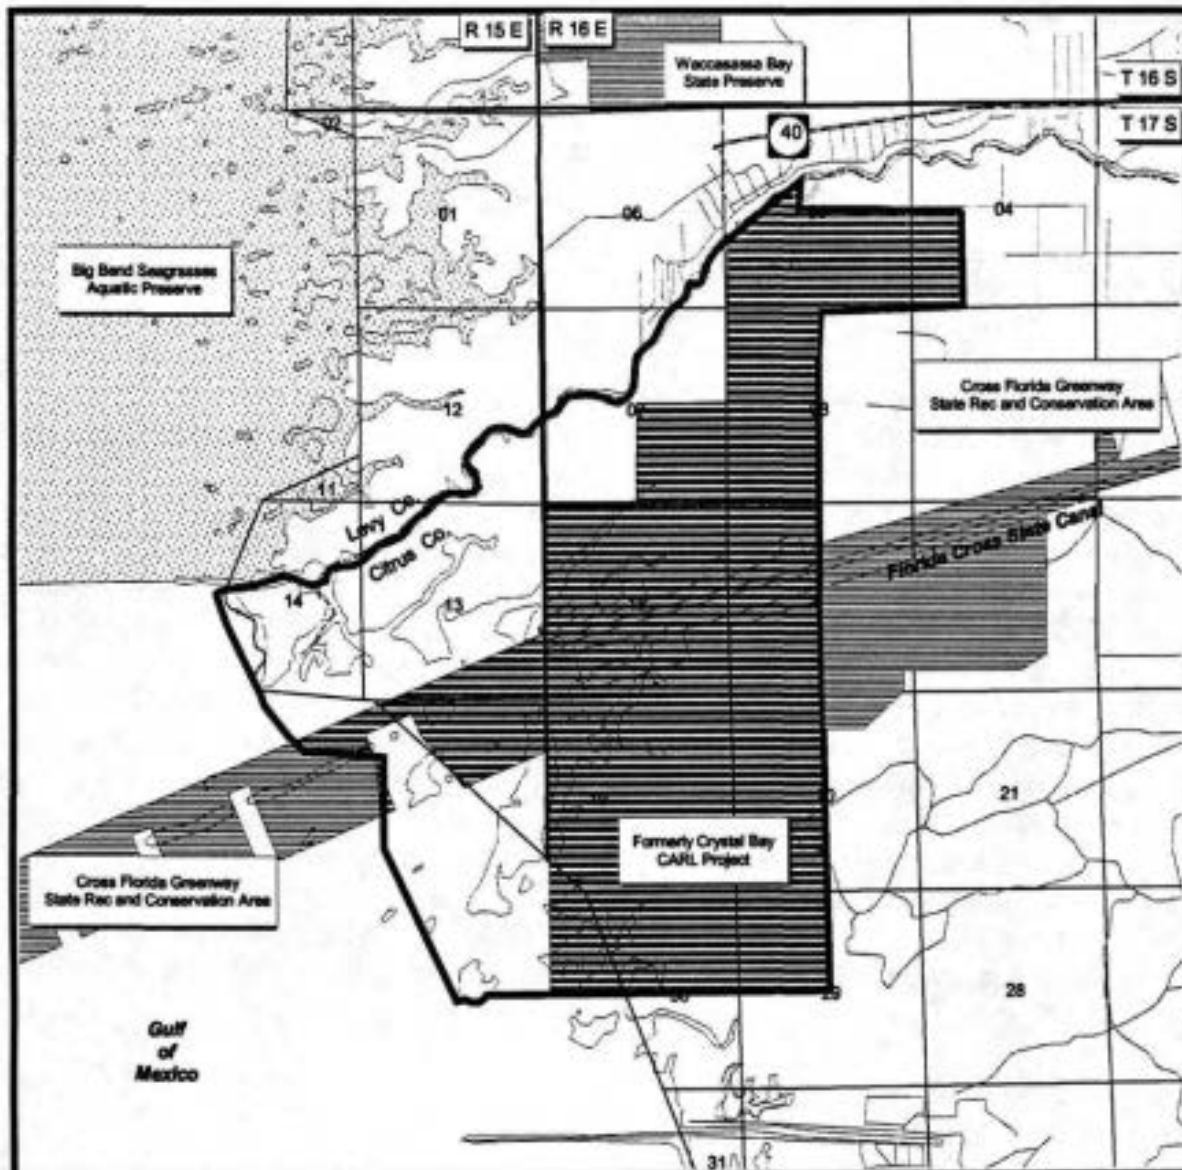 R 15 E
R 16 E
Waccasassa Bay
State Preserve
T 16 S
T 17 S
02
40
01
06
04
Big Bend Seagrasses
Aquatic Preserve
Cross Florida Greenway
State Rec and Conservation Area
12
11
Levy Co.
Citrus Co.
Florida Cross State Canal
14
13
21
Formerly Crystal Bay
CARL Project
Cross Florida Greenway
State Rec and Conservation Area
29
28
Gulf
of
Mexico
31